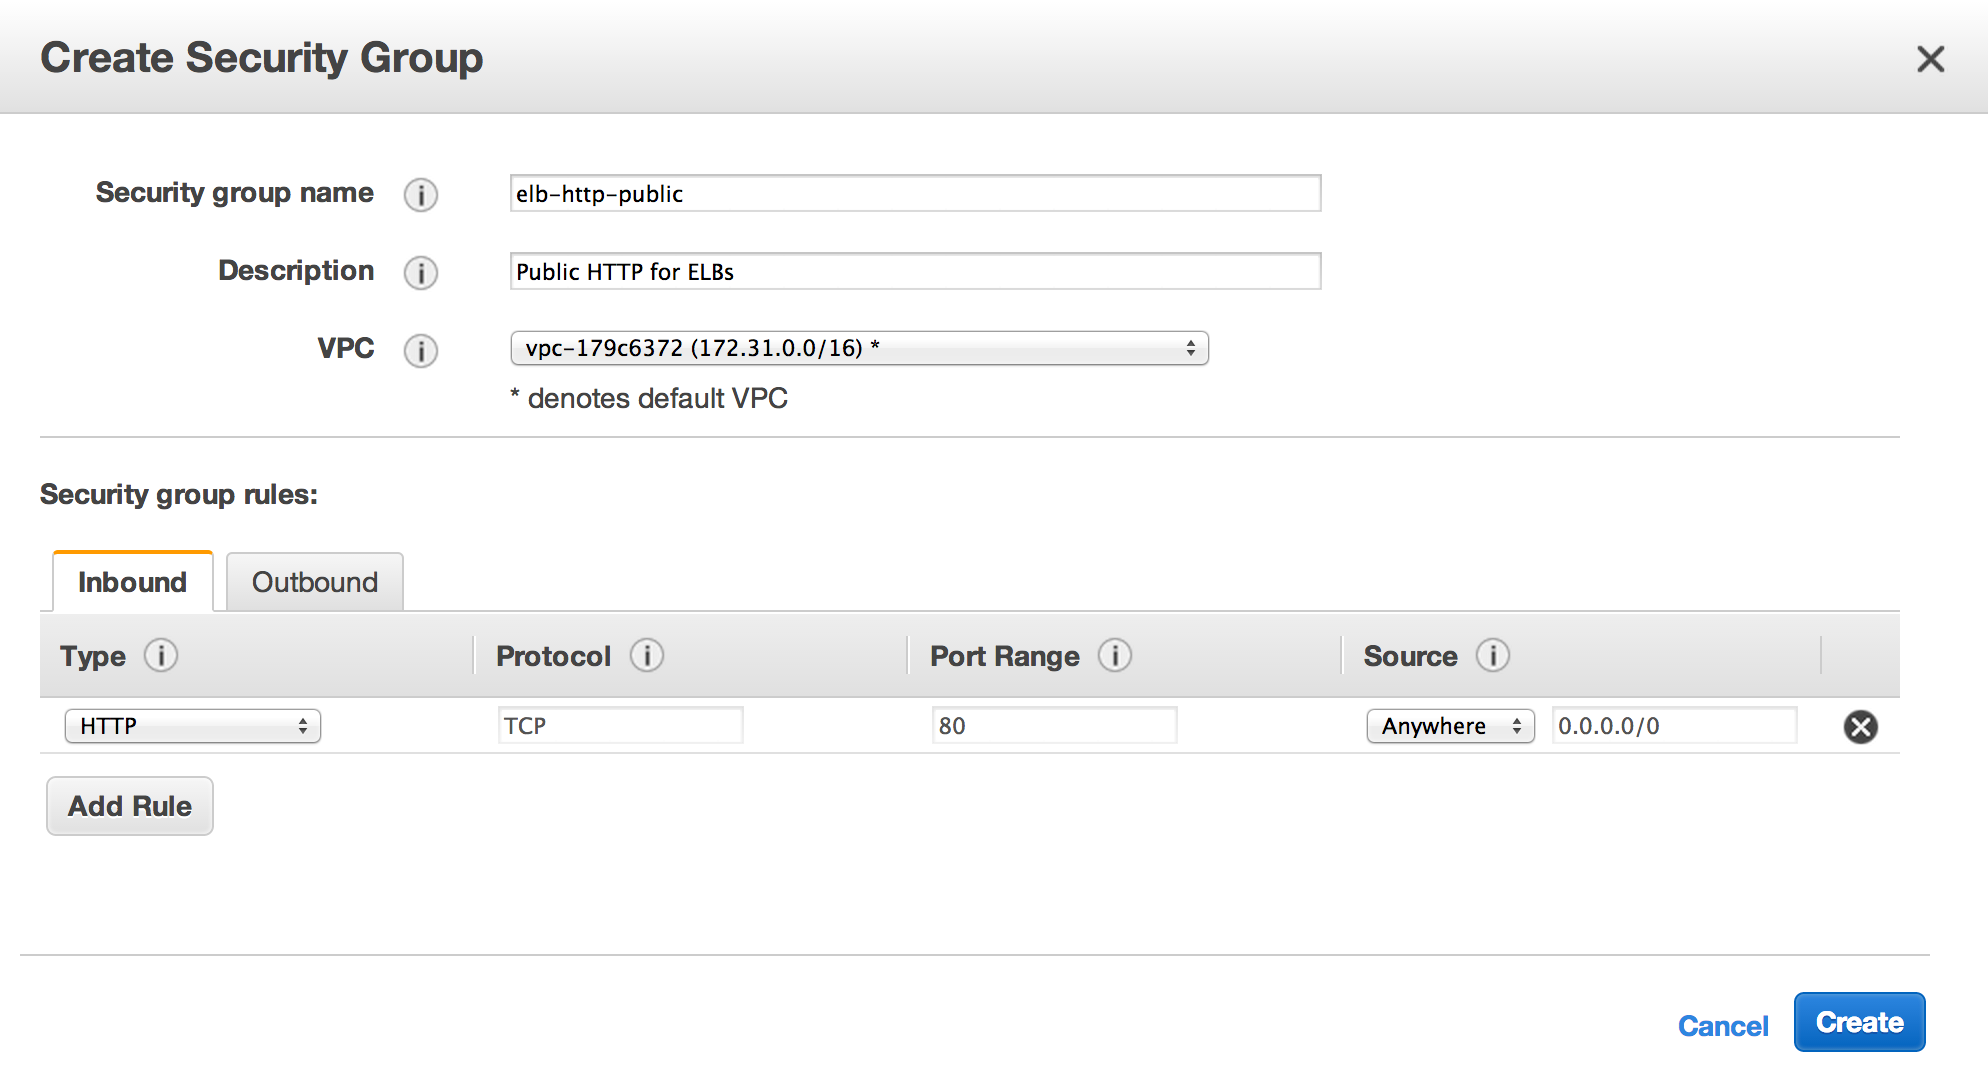 Create Security Group
Security group name elb-http-public
Description Public HTTP for ELBs
VPC vpc-179c6372 (172.31.0.0/16) *
* denotes default VPC
Security group rules:
Inbound Outbound
Type Protocol Port Range Source
HTTP TCP 80 Anywhere 0.0.0.0/0
Add Rule
Cancel Create